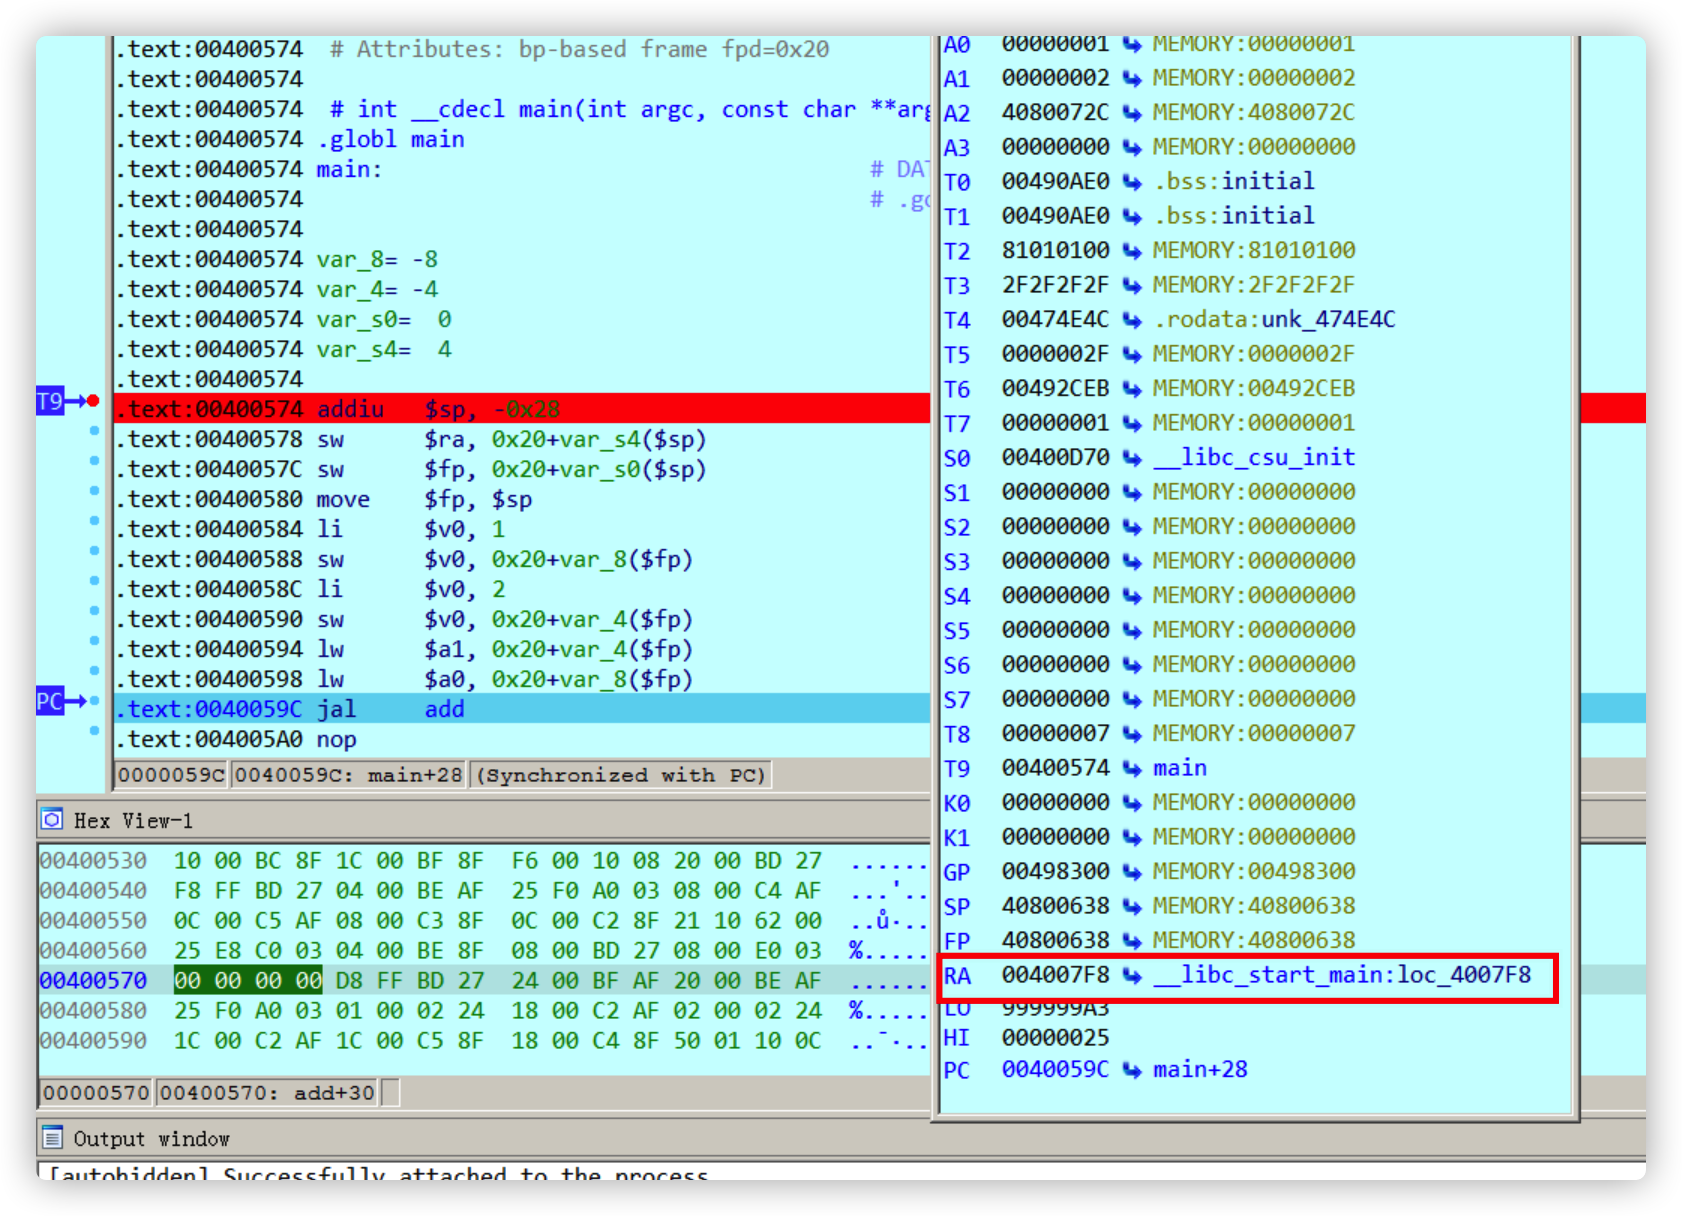 .text:00400574  # Attributes: bp-based frame fpd=0x20
.text:00400574
.text:00400574  # int __cdecl main(int argc, const char **arg
.text:00400574 .globl main
.text:00400574 main:                                    # DAT
.text:00400574                                          # .go
.text:00400574
.text:00400574 var_8= -8
.text:00400574 var_4= -4
.text:00400574 var_s0=  0
.text:00400574 var_s4=  4
.text:00400574
T9
.text:00400574 addiu   $sp, -0x28
.text:00400578 sw      $ra, 0x20+var_s4($sp)
.text:0040057C sw      $fp, 0x20+var_s0($sp)
.text:00400580 move    $fp, $sp
.text:00400584 li      $v0, 1
.text:00400588 sw      $v0, 0x20+var_8($fp)
.text:0040058C li      $v0, 2
.text:00400590 sw      $v0, 0x20+var_4($fp)
.text:00400594 lw      $a1, 0x20+var_4($fp)
.text:00400598 lw      $a0, 0x20+var_8($fp)
PC
.text:0040059C jal     add
.text:004005A0 nop
0000059C 0040059C: main+28 (Synchronized with PC)
Hex View-1
00400530  10 00 BC 8F 1C 00 BF 8F  F6 00 10 08 20 00 BD 27  ......
00400540  F8 FF BD 27 04 00 BE AF  25 F0 A0 03 08 00 C4 AF  ...'..
00400550  0C 00 C5 AF 08 00 C3 8F  0C 00 C2 8F 21 10 62 00  ..ů·..
00400560  25 E8 C0 03 04 00 BE 8F  08 00 BD 27 08 00 E0 03  %.....
00400570  00 00 00 00 D8 FF BD 27  24 00 BF AF 20 00 BE AF  ......
00400580  25 F0 A0 03 01 00 02 24  18 00 C2 AF 02 00 02 24  %.....
00400590  1C 00 C2 AF 1C 00 C5 8F  18 00 C4 8F 50 01 10 0C  ..¯·..
00000570 00400570: add+30
Output window
[autohidden] Successfully attached to the process
A0 00000001 MEMORY:00000001
A1 00000002 MEMORY:00000002
A2 4080072C MEMORY:4080072C
A3 00000000 MEMORY:00000000
T0 00490AE0 .bss:initial
T1 00490AE0 .bss:initial
T2 81010100 MEMORY:81010100
T3 2F2F2F2F MEMORY:2F2F2F2F
T4 00474E4C .rodata:unk_474E4C
T5 0000002F MEMORY:0000002F
T6 00492CEB MEMORY:00492CEB
T7 00000001 MEMORY:00000001
S0 00400D70 __libc_csu_init
S1 00000000 MEMORY:00000000
S2 00000000 MEMORY:00000000
S3 00000000 MEMORY:00000000
S4 00000000 MEMORY:00000000
S5 00000000 MEMORY:00000000
S6 00000000 MEMORY:00000000
S7 00000000 MEMORY:00000000
T8 00000007 MEMORY:00000007
T9 00400574 main
K0 00000000 MEMORY:00000000
K1 00000000 MEMORY:00000000
GP 00498300 MEMORY:00498300
SP 40800638 MEMORY:40800638
FP 40800638 MEMORY:40800638
RA 004007F8 __libc_start_main:loc_4007F8
LO 999999A3
HI 00000025
PC 0040059C main+28